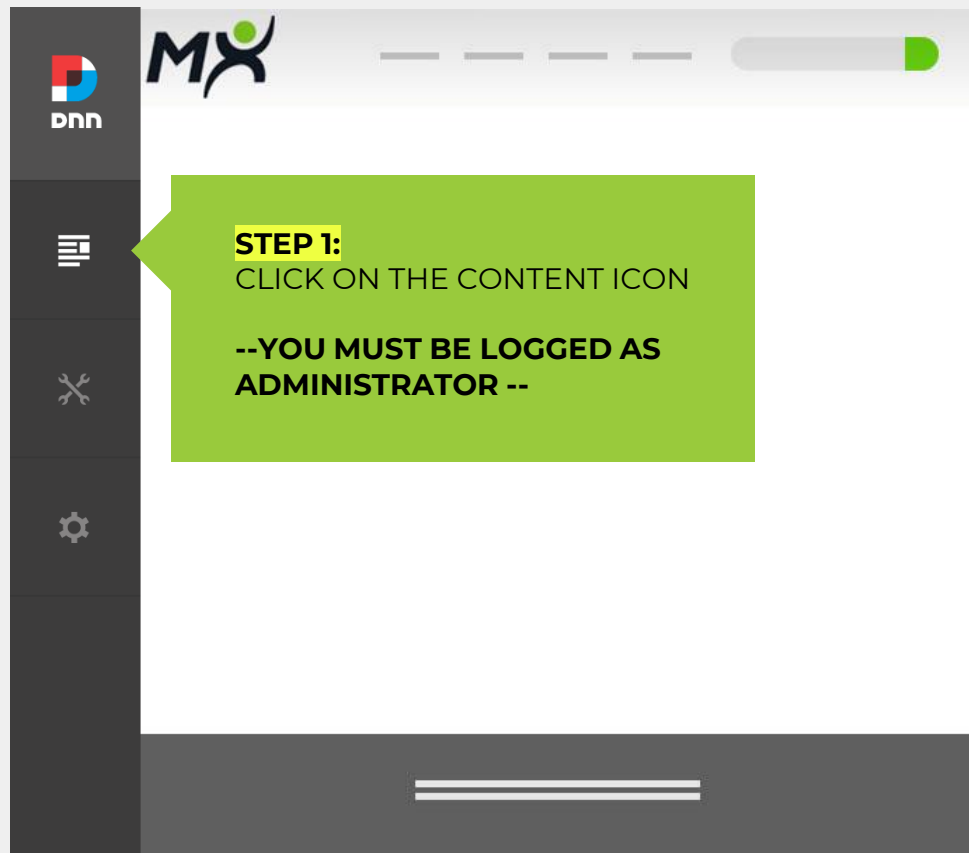 MX
DNN
STEP 1:
CLICK ON THE CONTENT ICON
--YOU MUST BE LOGGED AS
ADMINISTRATOR --